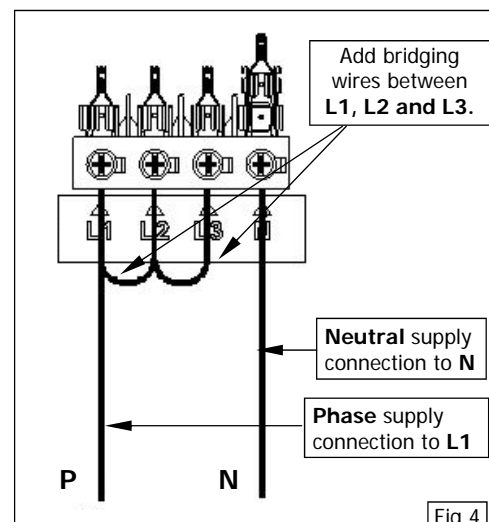 Add bridging
wires between
L1, L2 and L3.
L1 L2 L3 N
Neutral supply
connection to N
Phase supply
connection to L1
P N
Fig 4